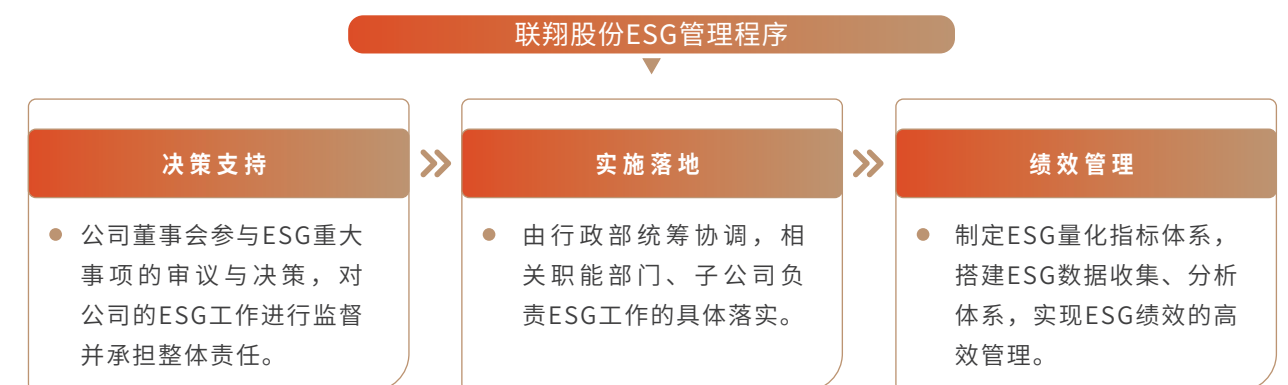 联翔股份ESG管理程序
决策支持
公司董事会参与ESG重大
事项的审议与决策，对
公司的ESG工作进行监督
并承担整体责任。
实施落地
由行政部统筹协调，相
关职能部门、子公司负
责ESG工作的具体落实。
绩效管理
制定ESG量化指标体系，
搭建ESG数据收集、分析
体系，实现ESG绩效的高
效管理。